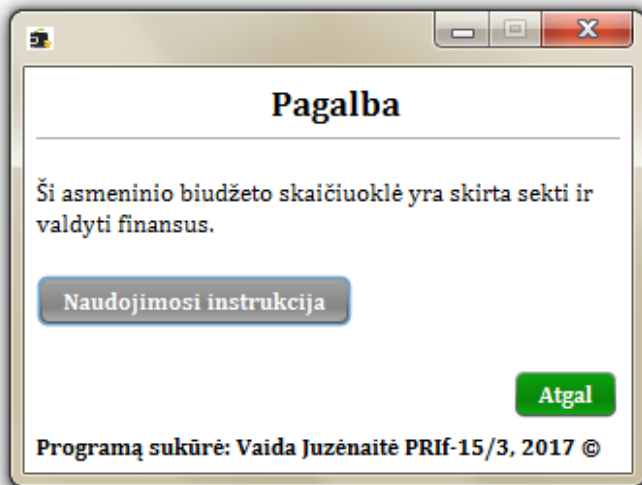 Pagalba
Ši asmeninio biudžeto skaičiuoklė yra skirta sekti ir
valdyti finansus.
Naudojimosi instrukcija
Atgal
Programą sukūrė: Vaida Juzėnaitė PRIf-15/3, 2017 ©